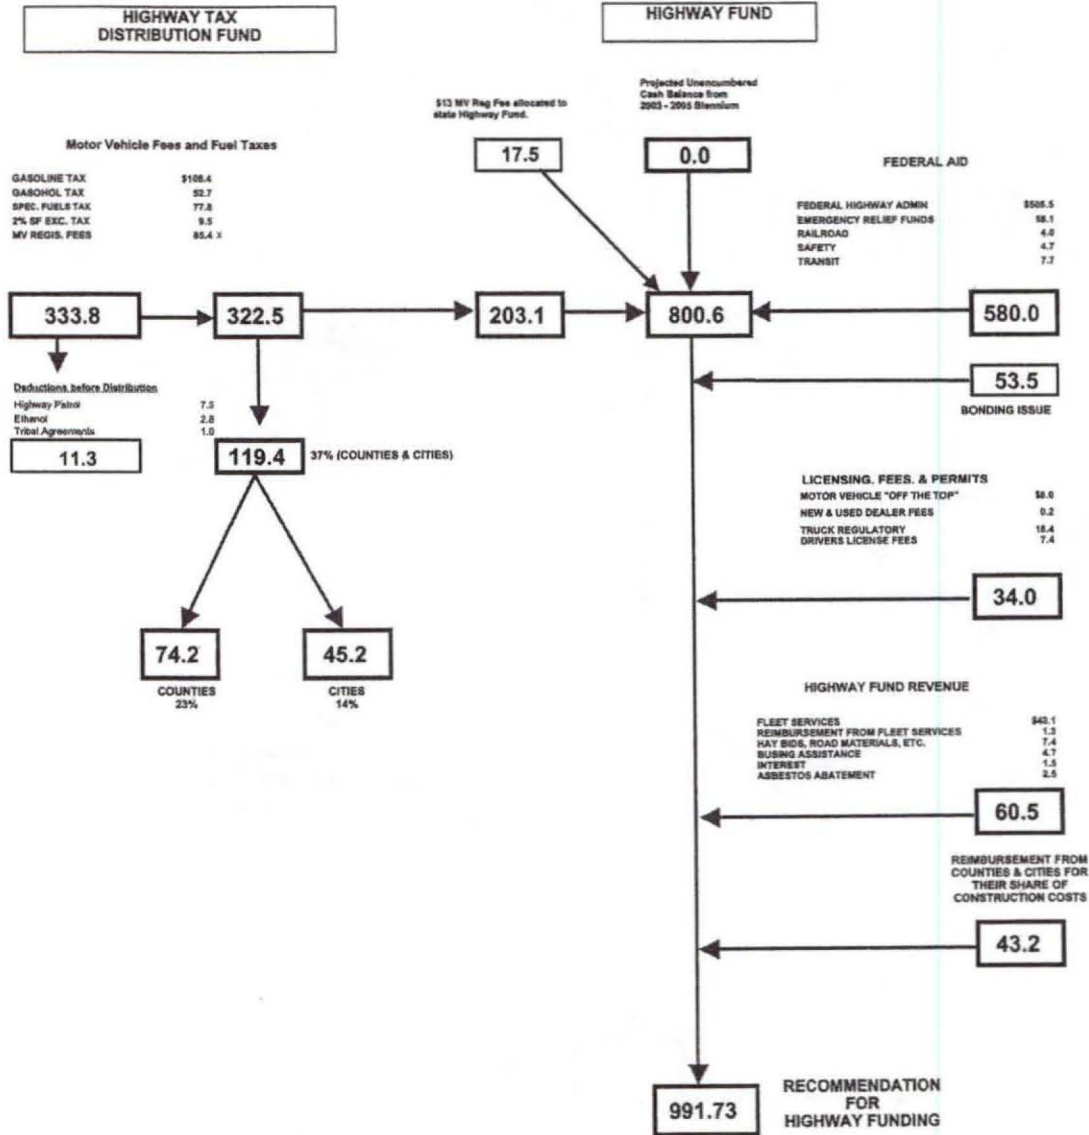 HIGHWAY TAX
DISTRIBUTION FUND
HIGHWAY FUND
$13 MV Reg Fee allocated to
state Highway Fund.
17.5
Projected Unencumbered
Cash Balance from
2003 - 2005 Biennium
0.0
Motor Vehicle Fees and Fuel Taxes
GASOLINE TAX
GASOHOL TAX 52.7
SPEC. FUELS TAX 77.8
2% SF EXC. TAX 9.5
MV REGIS. FEES 85.4 X
FEDERAL AID
FEDERAL HIGHWAY ADMIN $505.5
EMERGENCY RELIEF FUNDS 58.1
RAILROAD 4.0
SAFETY 4.7
TRANSIT 7.7
333.8
322.5
203.1
800.6
580.0
Deductions before Distribution
Highway Patrol 7.5
Ethanol 2.8
Tribal Agreements 1.0
11.3
119.4 37% (COUNTIES & CITIES)
53.5
BONDING ISSUE
LICENSING, FEES, & PERMITS
MOTOR VEHICLE "OFF THE TOP" $8.0
NEW & USED DEALER FEES 0.2
TRUCK REGULATORY 18.4
DRIVERS LICENSE FEES 7.4
34.0
74.2
COUNTIES
23%
45.2
CITIES
14%
HIGHWAY FUND REVENUE
FLEET SERVICES $43.1
REIMBURSEMENT FROM FLEET SERVICES 1.3
HAY BIDS, ROAD MATERIALS, ETC. 7.4
BUSING ASSISTANCE 4.7
INTEREST 1.5
ASBESTOS ABATEMENT 2.5
60.5
REIMBURSEMENT FROM
COUNTIES & CITIES FOR
THEIR SHARE OF
CONSTRUCTION COSTS
43.2
991.73
RECOMMENDATION
FOR
HIGHWAY FUNDING